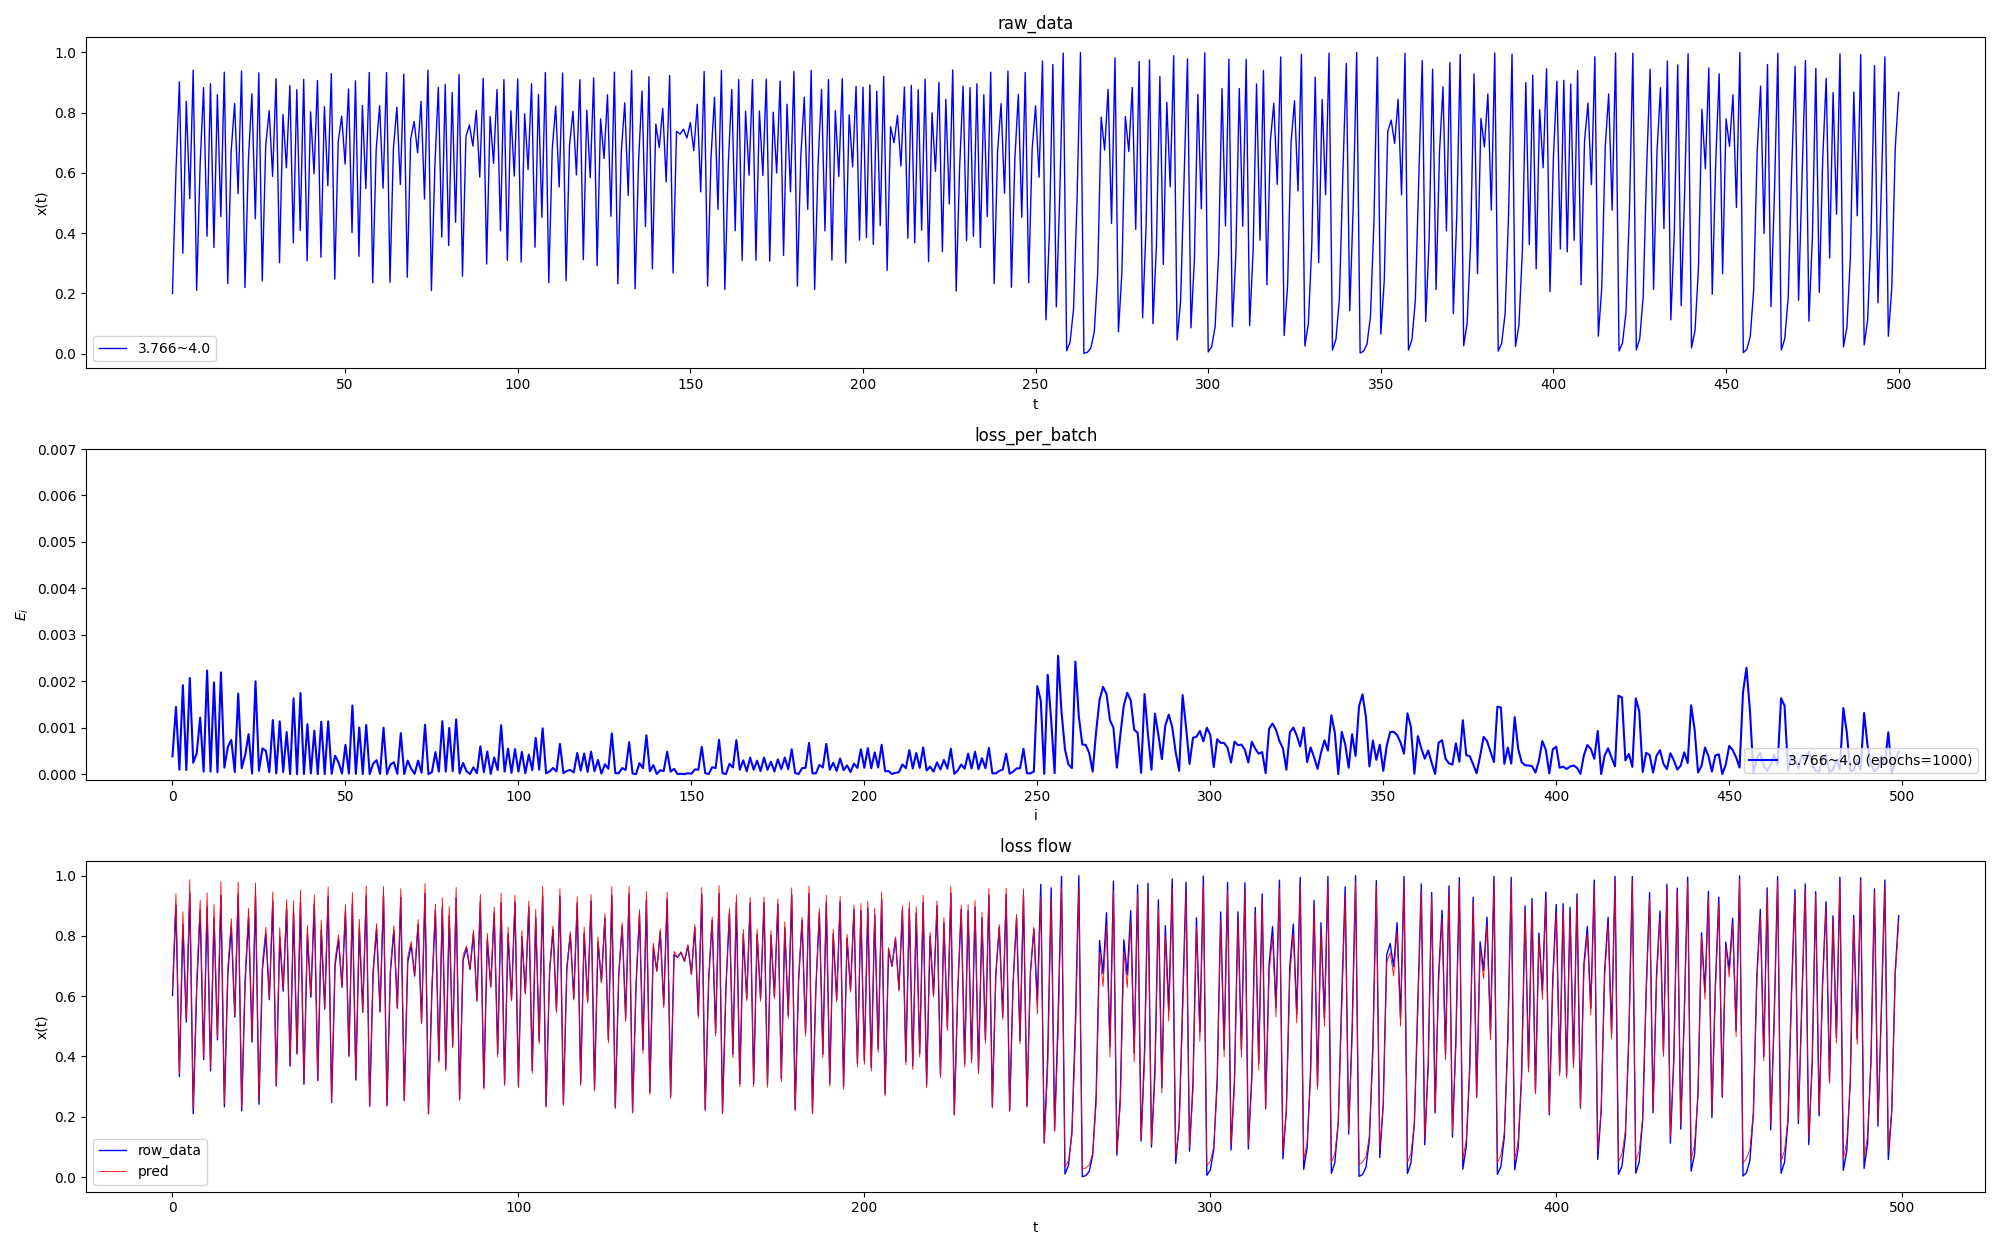 raw_data
1.0
0.8
0.6
0.4
0.2
0.0
x(t)
3.766~4.0
50 100 150 200 250 300 350 400 450 500
t
loss_per_batch
0.007
0.006
0.005
0.004
0.003
0.002
0.001
0.000
E_i
3.766~4.0 (epochs=1000)
0 50 100 150 200 250 300 350 400 450 500
i
loss flow
1.0
0.8
0.6
0.4
0.2
0.0
x(t)
row_data
pred
0 100 200 300 400 500
t